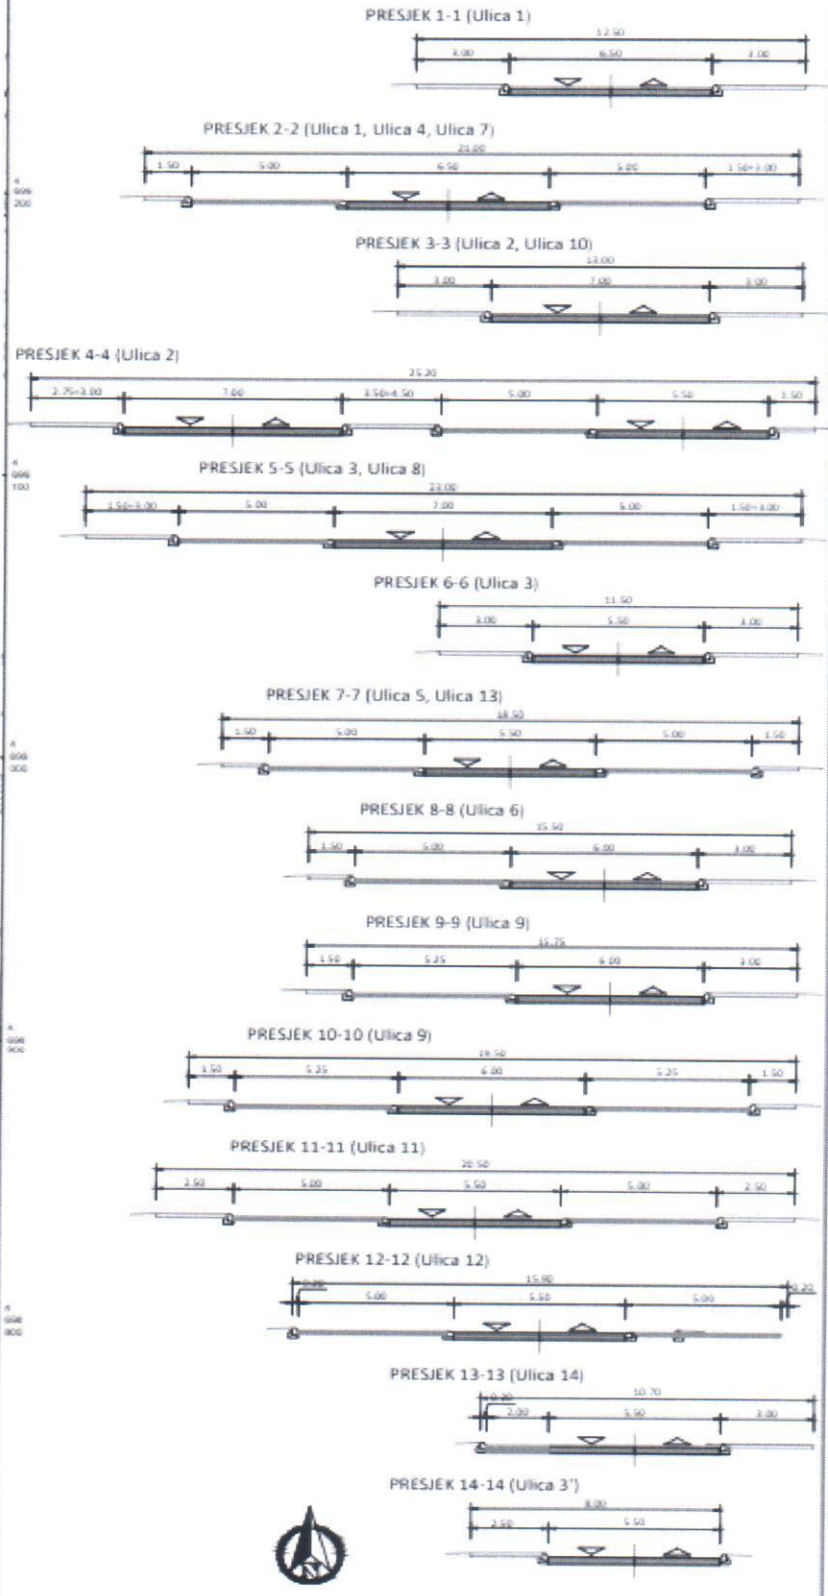 PRESJEK 1-1 (Ulica 1)
12.50
3.00 6.50 3.00
PRESJEK 2-2 (Ulica 1, Ulica 4, Ulica 7)
21.00
1.50 5.00 6.50 5.00 1.50÷3.00
PRESJEK 3-3 (Ulica 2, Ulica 10)
13.00
3.00 7.00 3.00
PRESJEK 4-4 (Ulica 2)
25.20
2.75÷3.00 7.00 3.50÷4.50 5.00 5.50 1.50
PRESJEK 5-5 (Ulica 3, Ulica 8)
23.00
1.50÷3.00 5.00 7.00 5.00 1.50÷3.00
PRESJEK 6-6 (Ulica 3)
11.50
3.00 5.50 3.00
PRESJEK 7-7 (Ulica 5, Ulica 13)
18.50
1.50 5.00 5.50 5.00 1.50
PRESJEK 8-8 (Ulica 6)
15.50
1.50 5.00 6.00 3.00
PRESJEK 9-9 (Ulica 9)
15.75
1.50 5.25 6.00 3.00
PRESJEK 10-10 (Ulica 9)
19.50
1.50 5.25 6.00 5.25 1.50
PRESJEK 11-11 (Ulica 11)
20.50
2.50 5.00 5.50 5.00 2.50
PRESJEK 12-12 (Ulica 12)
15.90
0.20 5.00 5.50 5.00 0.20
PRESJEK 13-13 (Ulica 14)
10.70
0.20 2.00 5.50 3.00
PRESJEK 14-14 (Ulica 3')
8.00
2.50 5.50
N